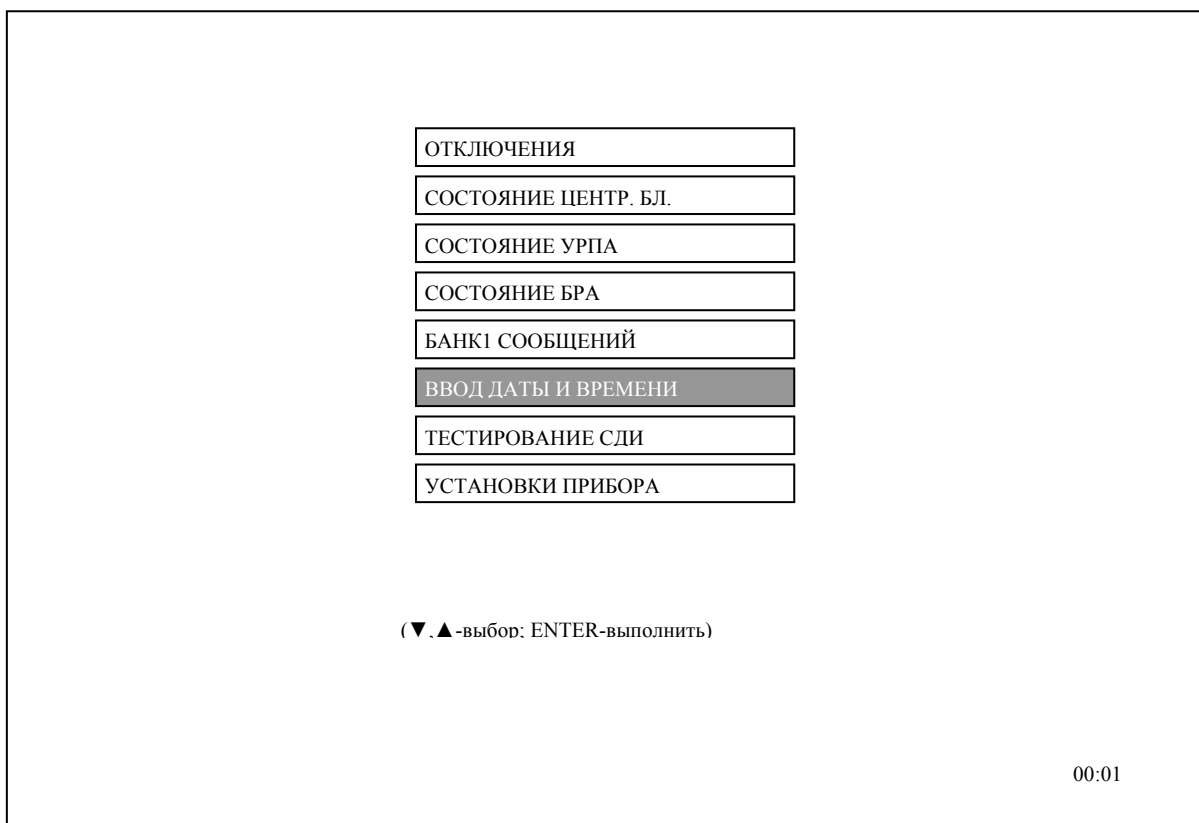 ОТКЛЮЧЕНИЯ
СОСТОЯНИЕ ЦЕНТР. БЛ.
СОСТОЯНИЕ УРПА
СОСТОЯНИЕ БРА
БАНК1 СООБЩЕНИЙ
ВВОД ДАТЫ И ВРЕМЕНИ
ТЕСТИРОВАНИЕ СДИ
УСТАНОВКИ ПРИБОРА
(▼,▲-выбор; ENTER-выполнить)
00:01